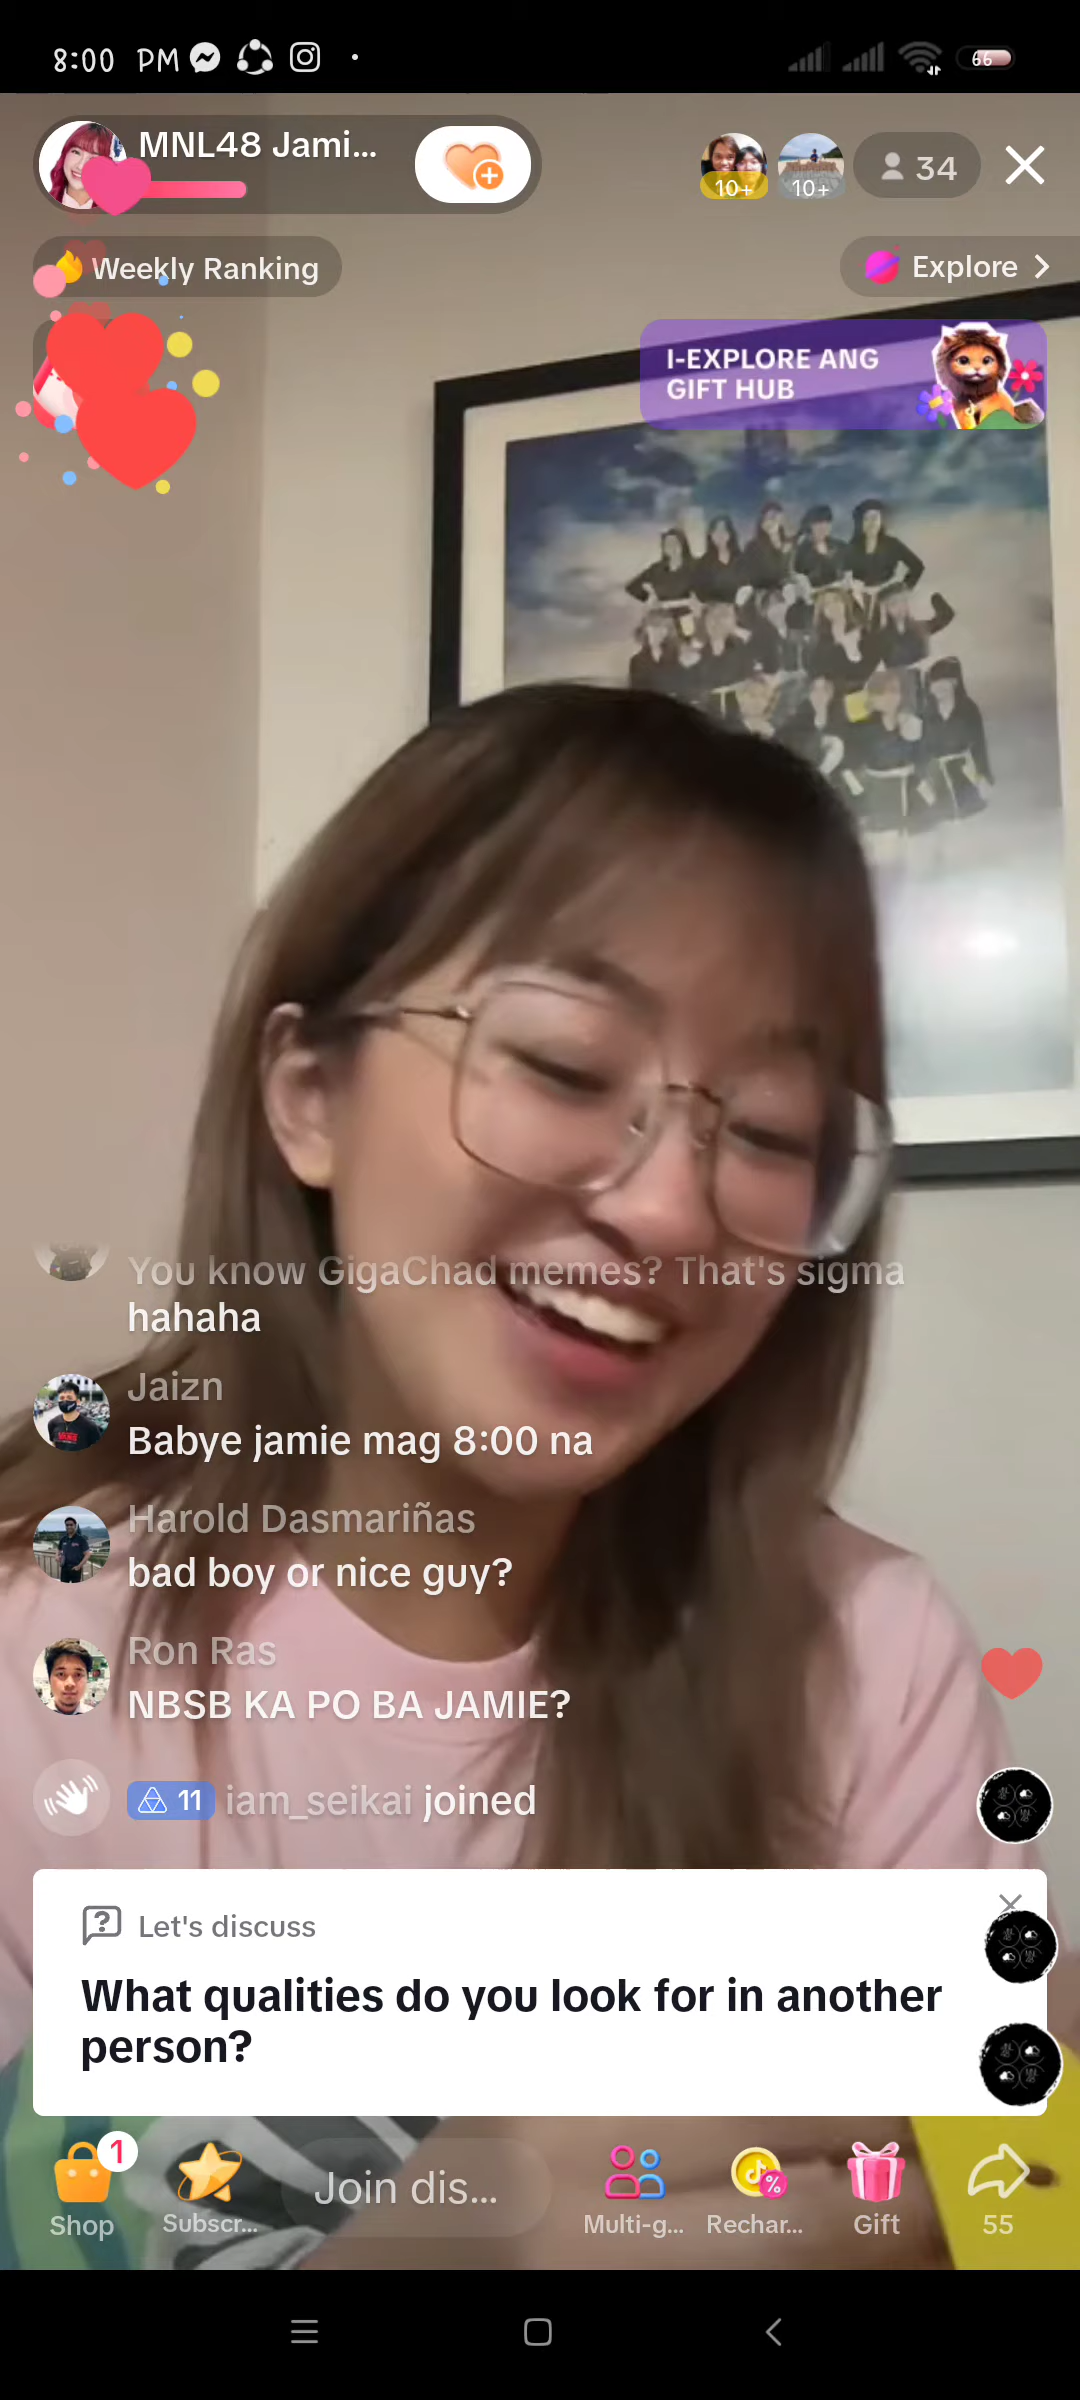 8:00 PM
66
MNL48 Jami...
10+
10+
34
Weekly Ranking
Explore
I-EXPLORE ANG
GIFT HUB
You know GigaChad memes? That's sigma
hahaha
Jaizn
Babye jamie mag 8:00 na
Harold Dasmariñas
bad boy or nice guy?
Ron Ras
NBSB KA PO BA JAMIE?
11 iam_seikai joined
Let's discuss
What qualities do you look for in another
person?
1
Join dis...
Shop
Subscr...
Multi-g...
Rechar...
Gift
55